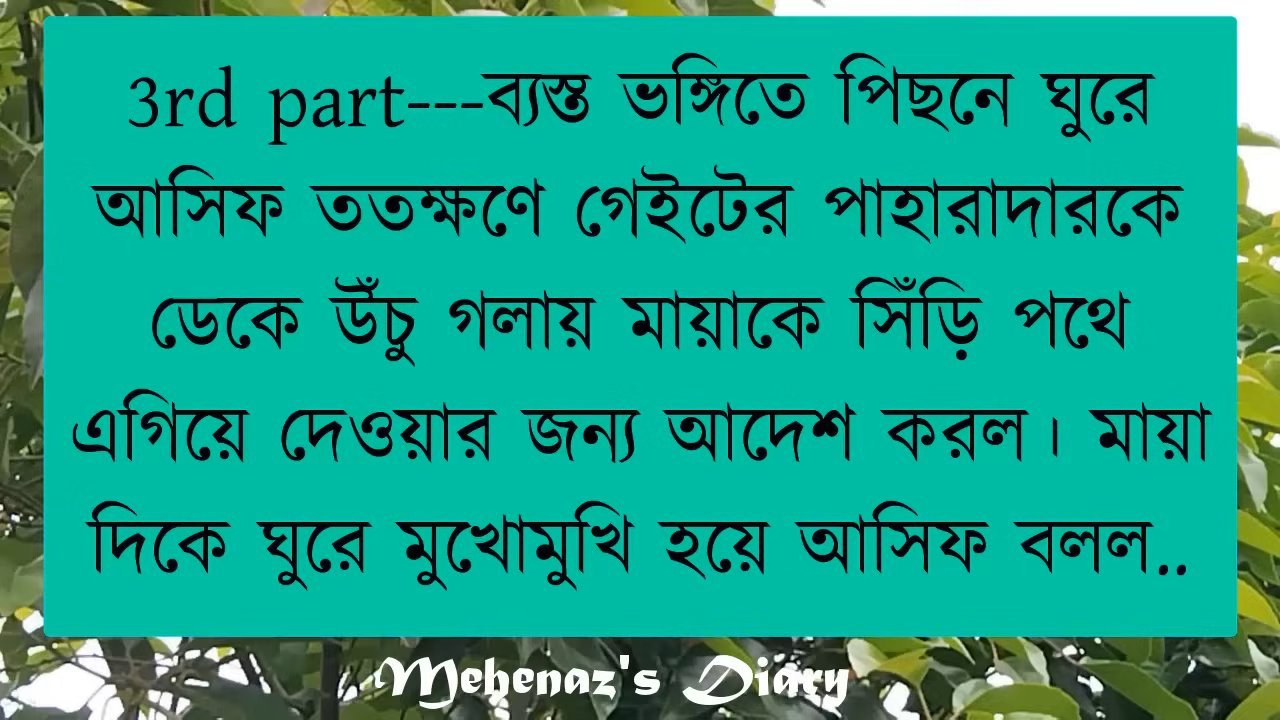 3rd part---ব্যস্ত ভঙ্গিতে পিছনে ঘুরে
আসিফ ততক্ষণে গেইটের পাহারাদারকে
ডেকে উঁচু গলায় মায়াকে সিঁড়ি পথে
এগিয়ে দেওয়ার জন্য আদেশ করল। মায়া
দিকে ঘুরে মুখোমুখি হয়ে আসিফ বলল..
Mehenaz's Diary